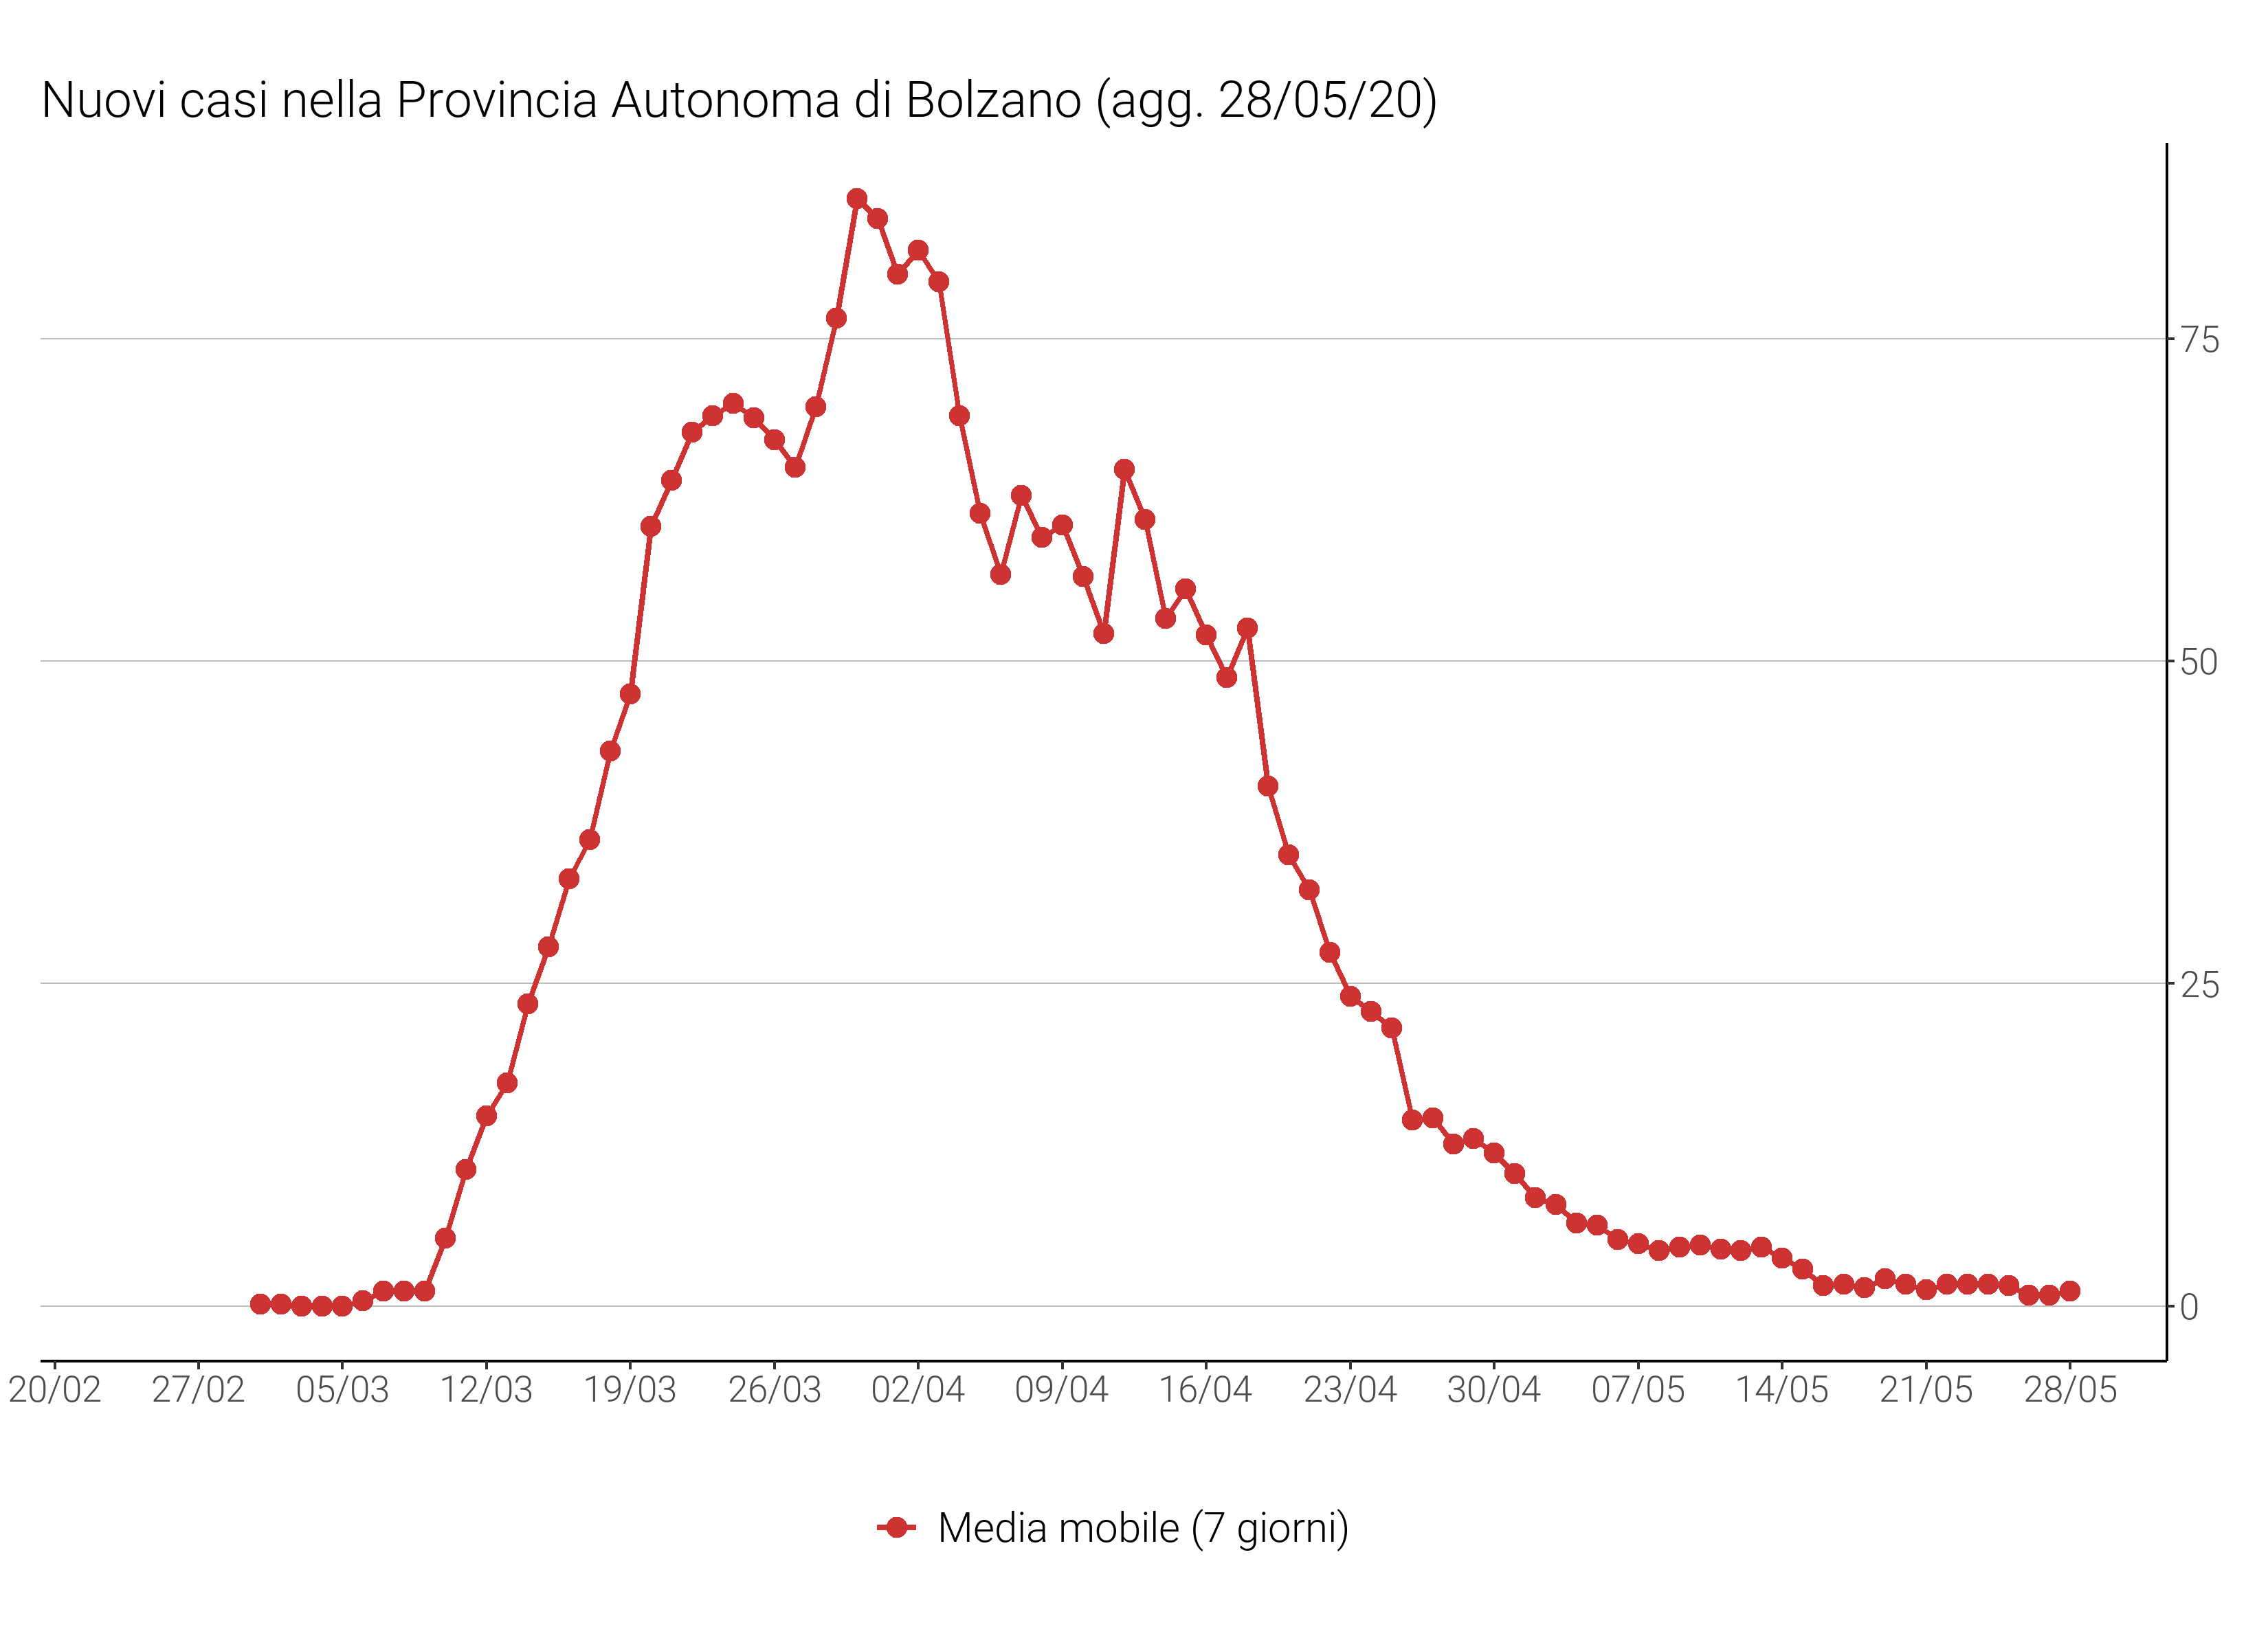 Nuovi casi nella Provincia Autonoma di Bolzano (agg. 28/05/20)
75
50
25
0
20/02 27/02 05/03 12/03 19/03 26/03 02/04 09/04 16/04 23/04 30/04 07/05 14/05 21/05 28/05
Media mobile (7 giorni)